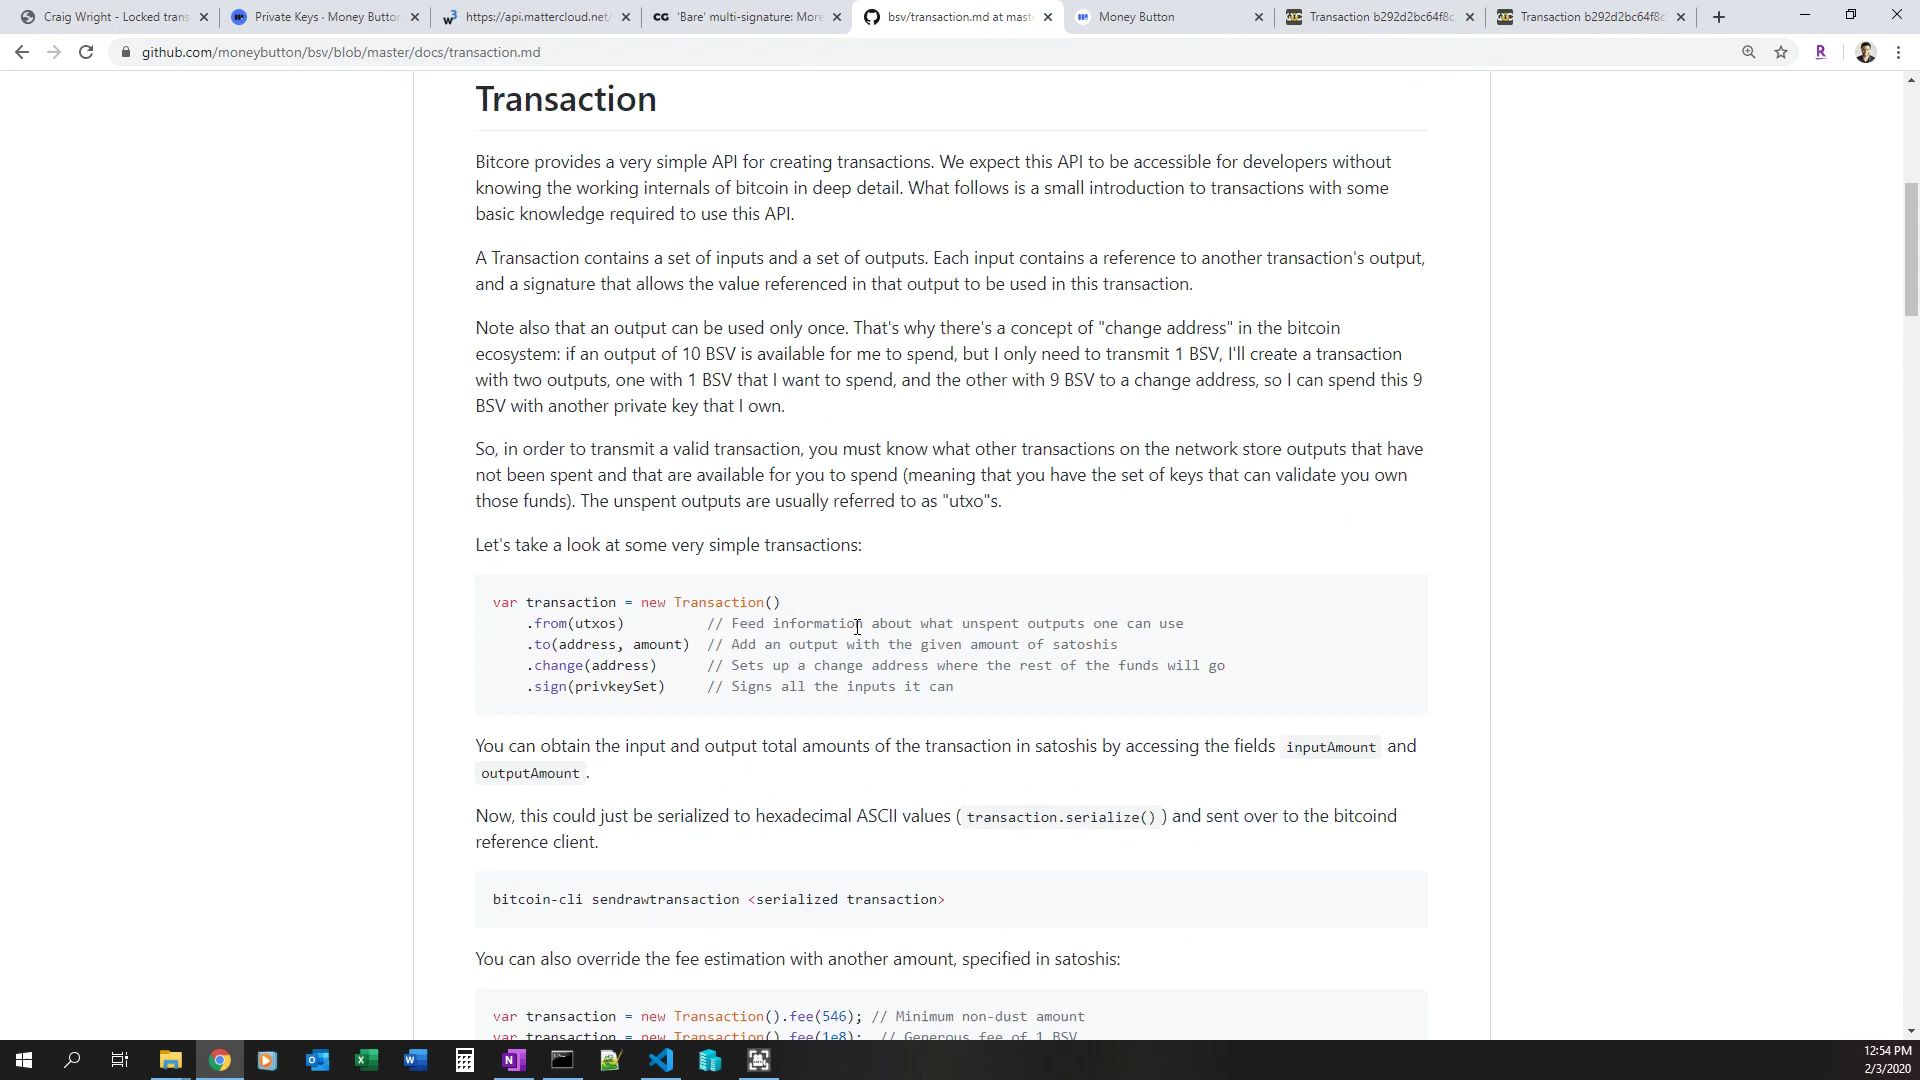 Craig Wright - Locked trans
Private Keys · Money Button
https://api.mattercloud.net/
'Bare' multi-signature: More
bsv/transaction.md at mast
Money Button
Transaction b292d2bc64f8c
Transaction b292d2bc64f8c
github.com/moneybutton/bsv/blob/master/docs/transaction.md
Transaction
Bitcore provides a very simple API for creating transactions. We expect this API to be accessible for developers without
knowing the working internals of bitcoin in deep detail. What follows is a small introduction to transactions with some
basic knowledge required to use this API.
A Transaction contains a set of inputs and a set of outputs. Each input contains a reference to another transaction's output,
and a signature that allows the value referenced in that output to be used in this transaction.
Note also that an output can be used only once. That's why there's a concept of "change address" in the bitcoin
ecosystem: if an output of 10 BSV is available for me to spend, but I only need to transmit 1 BSV, I'll create a transaction
with two outputs, one with 1 BSV that I want to spend, and the other with 9 BSV to a change address, so I can spend this 9
BSV with another private key that I own.
So, in order to transmit a valid transaction, you must know what other transactions on the network store outputs that have
not been spent and that are available for you to spend (meaning that you have the set of keys that can validate you own
those funds). The unspent outputs are usually referred to as "utxo"s.
Let's take a look at some very simple transactions:
var transaction = new Transaction()
.from(utxos) // Feed information about what unspent outputs one can use
.to(address, amount) // Add an output with the given amount of satoshis
.change(address) // Sets up a change address where the rest of the funds will go
.sign(privkeySet) // Signs all the inputs it can
You can obtain the input and output total amounts of the transaction in satoshis by accessing the fields inputAmount and
outputAmount .
Now, this could just be serialized to hexadecimal ASCII values ( transaction.serialize() ) and sent over to the bitcoind
reference client.
bitcoin-cli sendrawtransaction <serialized transaction>
You can also override the fee estimation with another amount, specified in satoshis:
var transaction = new Transaction().fee(546); // Minimum non-dust amount
var transaction = new Transaction().fee(1e8); // Generous fee of 1 BSV
12:54 PM
2/3/2020